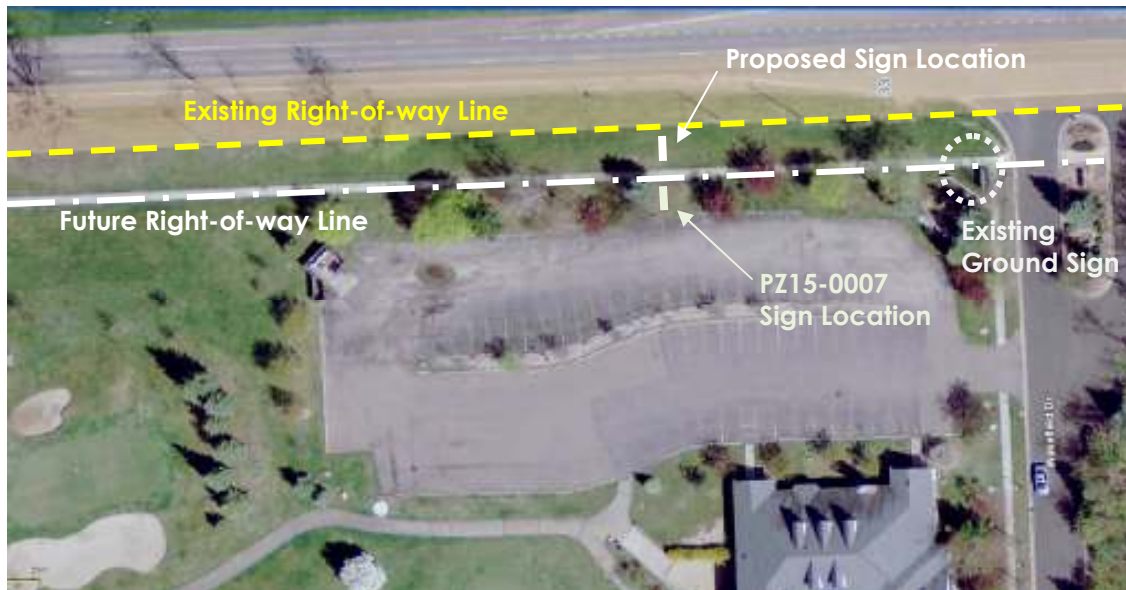 Proposed Sign Location
Existing Right-of-way Line
Future Right-of-way Line
Existing
Ground Sign
PZ15-0007
Sign Location